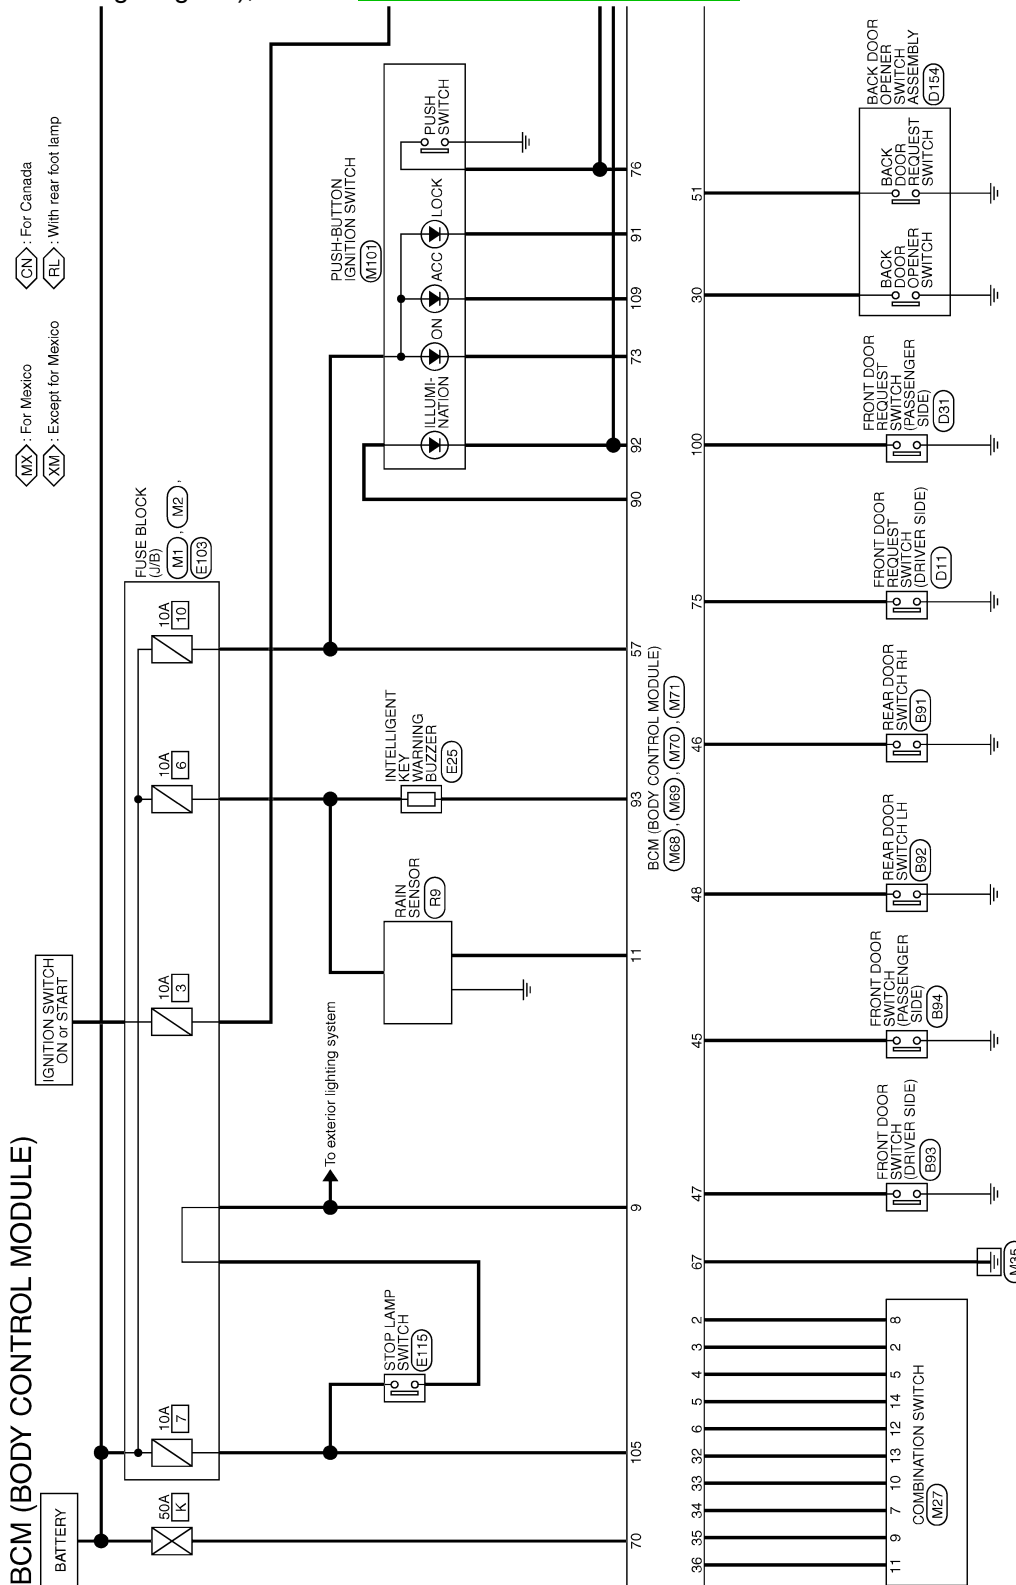 BCM (BODY CONTROL MODULE)
MX : For Mexico
XM : Except for Mexico
CN : For Canada
RL : With rear foot lamp
BATTERY
IGNITION SWITCH
ON or START
50A
K
10A
7
10A
3
10A
6
10A
10
FUSE BLOCK
(J/B)
M1 , M2 ,
E103
STOP LAMP
SWITCH
E115
To exterior lighting system
RAIN
SENSOR
R9
INTELLIGENT
KEY
WARNING
BUZZER
E25
PUSH-BUTTON
IGNITION SWITCH
M101
ILLUMI-
NATION
ON
ACC
LOCK
PUSH
SWITCH
70
105
9
11
93
57
90
92
73
109
91
76
BCM (BODY CONTROL MODULE)
M68 , M69 , M70 , M71
36
35
34
33
32
6
5
4
3
2
67
47
45
48
46
75
100
30
51
11
9
7
10
13
12
14
5
2
8
COMBINATION SWITCH
M27
M35
FRONT DOOR
SWITCH
(DRIVER SIDE)
B93
FRONT DOOR
SWITCH
(PASSENGER
SIDE)
B94
REAR DOOR
SWITCH LH
B92
REAR DOOR
SWITCH RH
B91
FRONT DOOR
REQUEST
SWITCH
(DRIVER SIDE)
D11
FRONT DOOR
REQUEST
SWITCH
(PASSENGER
SIDE)
D31
BACK
DOOR
OPENER
SWITCH
BACK
DOOR
REQUEST
SWITCH
BACK DOOR
OPENER
SWITCH
ASSEMBLY
D154